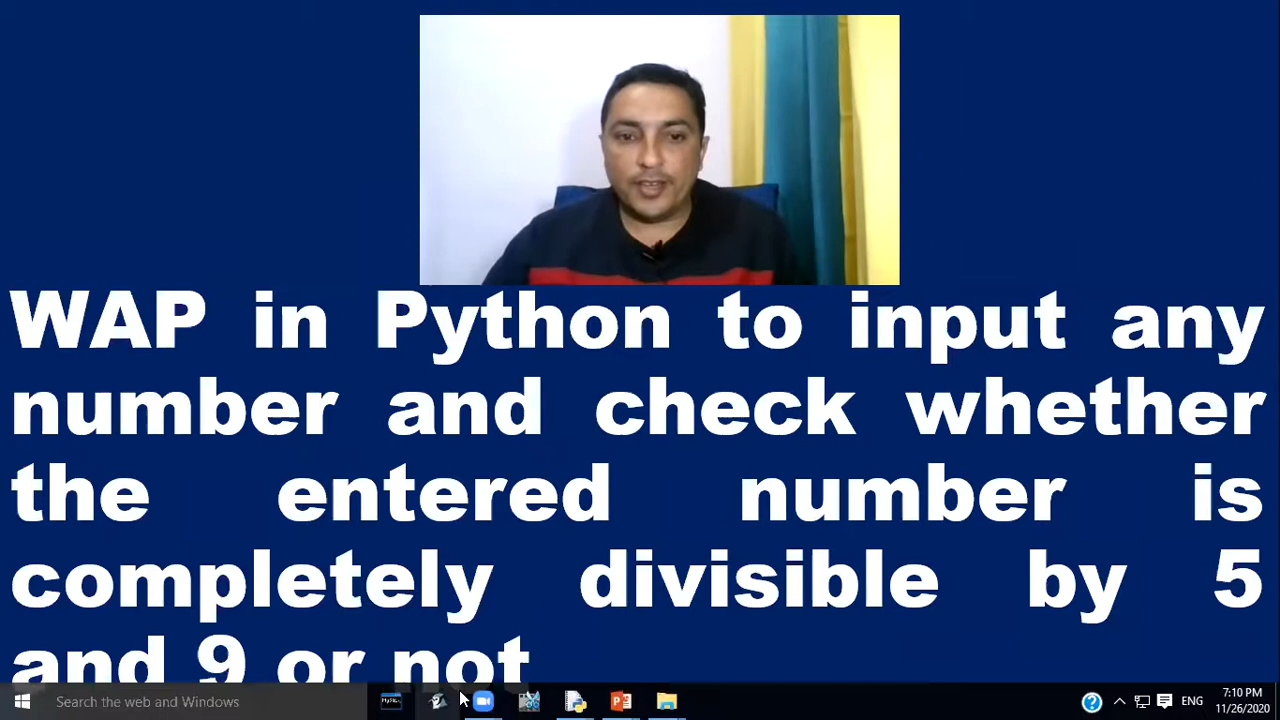 WAP in Python to input any
number and check whether
the entered number is
completely divisible by 5
and 9 or not
Search the web and Windows
MySQL
ENG
7:10 PM
11/26/2020